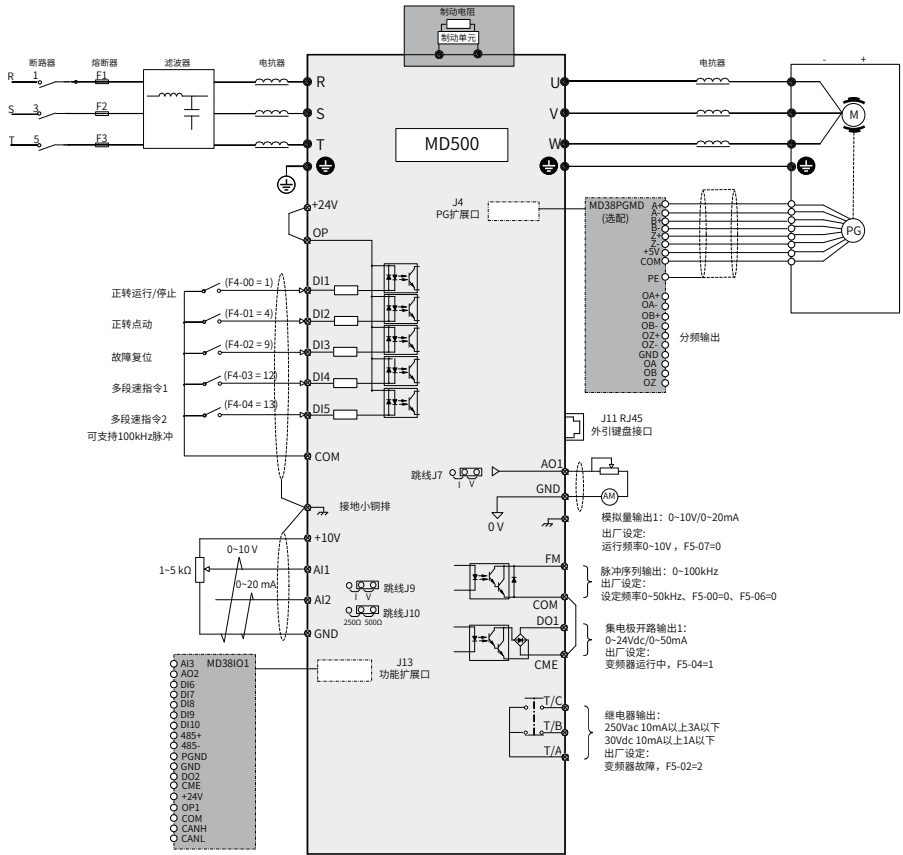 制动电阻
制动单元
断路器 熔断器 滤波器 电抗器
R 1 F1
S 3 F2
T 5 F3
R
S
T
MD500
U
V
W
电抗器
- +
M
PG
+24V
OP
J4
PG扩展口
MD38PGMD
(选配)
A+
A-
B+
B-
Z+
Z-
+5V
COM
PE
OA+
OA-
OB+
OB-
OZ+
OZ-
GND
OA
OB
OZ
分频输出
正转运行/停止 (F4-00 = 1) DI1
正转点动 (F4-01 = 4) DI2
故障复位 (F4-02 = 9) DI3
多段速指令1 (F4-03 = 12) DI4
多段速指令2 (F4-04 = 13) DI5
可支持100kHz脉冲
COM
接地小铜排
+10V
0~10 V
1~5 kΩ
AI1
0~20 mA
AI2
GND
跳线J9
I V
跳线J10
250Ω 500Ω
J13
功能扩展口
J11 RJ45
外引键盘接口
跳线J7
I V
AO1
GND
0 V
AM
模拟量输出1：0~10V/0~20mA
出厂设定:
运行频率0~10V ，F5-07=0
FM
COM
脉冲序列输出：0~100kHz
出厂设定：
设定频率0~50kHz、F5-00=0、F5-06=0
DO1
CME
集电极开路输出1：
0~24Vdc/0~50mA
出厂设定：
变频器运行中，F5-04=1
T/C
T/B
T/A
继电器输出：
250Vac 10mA以上3A以下
30Vdc 10mA以上1A以下
出厂设定：
变频器故障，F5-02=2
MD38IO1
AI3
AO2
DI6
DI7
DI8
DI9
DI10
485+
485-
PGND
GND
DO2
CME
+24V
OP1
COM
CANH
CANL